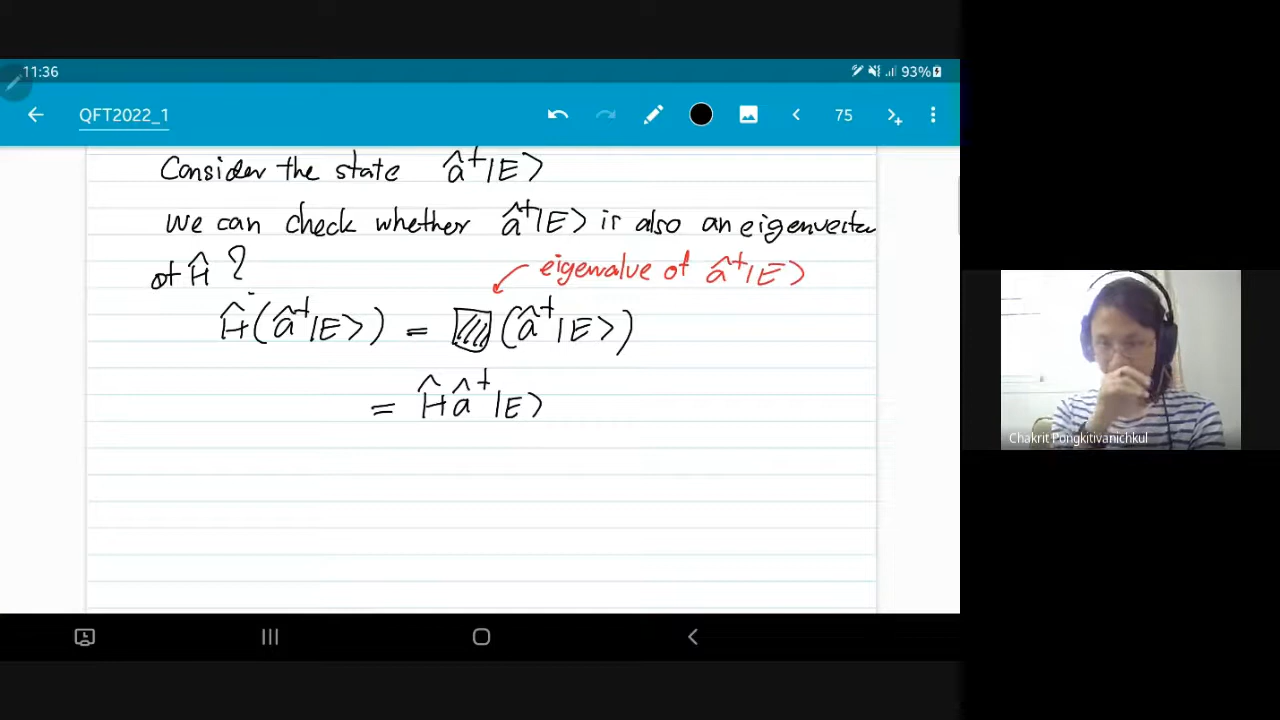 11:36
93%
QFT2022_1
75
Consider the state â†|E>
We can check whether â†|E> is also an eigenvector
of Ĥ ?
eigenvalue of â†|E>
Ĥ(â†|E>) = (â†|E>)
= Ĥâ†|E>
Chakrit Pongkitivanichkul